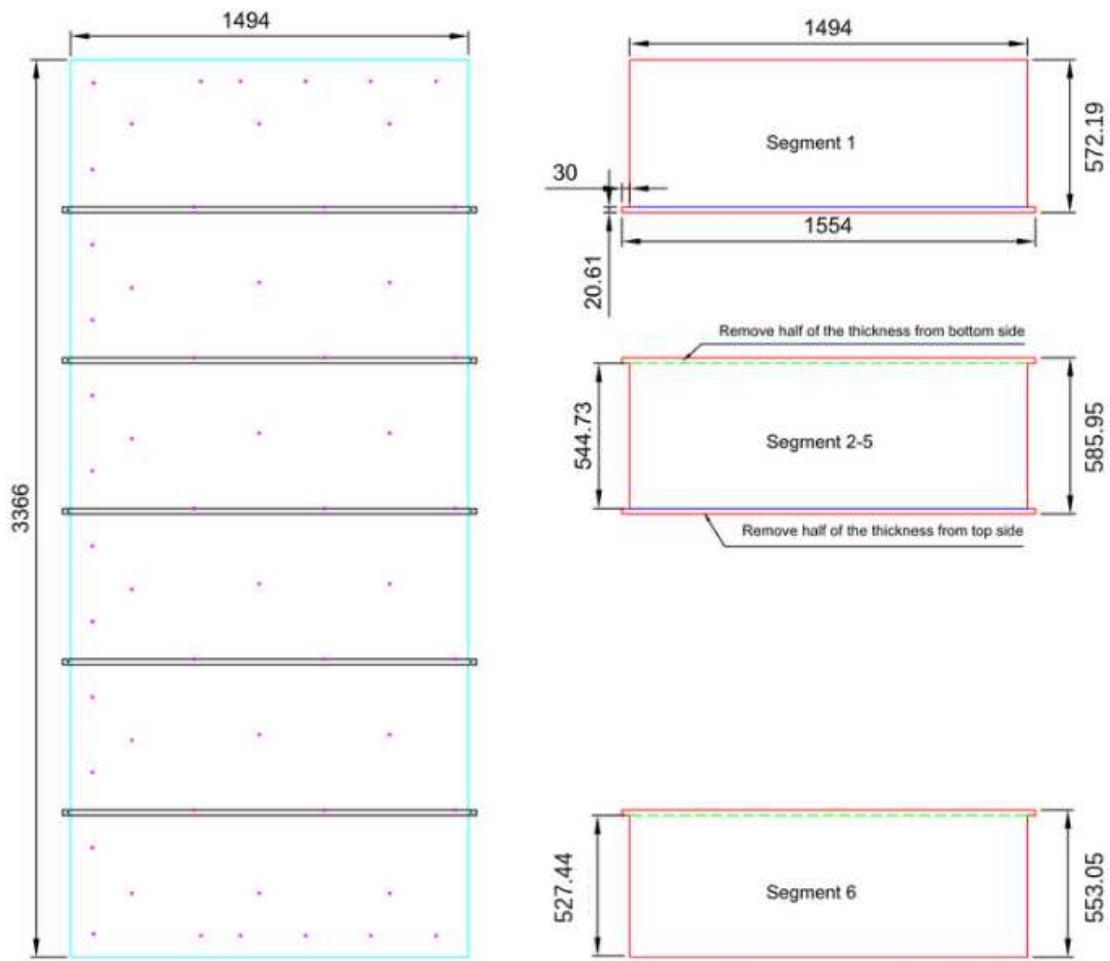 1494
3366
1494
Segment 1
572.19
30
1554
20.61
Remove half of the thickness from bottom side
544.73
Segment 2-5
585.95
Remove half of the thickness from top side
527.44
Segment 6
553.05